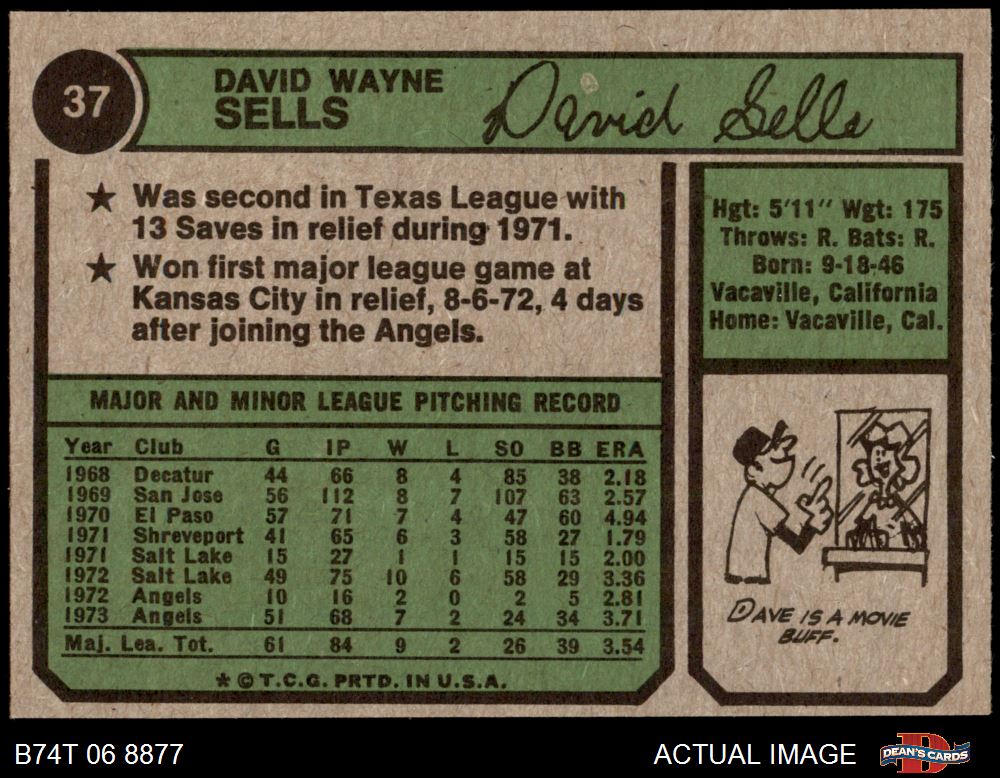 37
DAVID WAYNE
SELLS
David Sells
★ Was second in Texas League with
13 Saves in relief during 1971.
★ Won first major league game at
Kansas City in relief, 8-6-72, 4 days
after joining the Angels.
Hgt: 5'11" Wgt: 175
Throws: R. Bats: R.
Born: 9-18-46
Vacaville, California
Home: Vacaville, Cal.
MAJOR AND MINOR LEAGUE PITCHING RECORD
Year Club G IP W L SO BB ERA
1968 Decatur 44 66 8 4 85 38 2.18
1969 San Jose 56 112 8 7 107 63 2.57
1970 El Paso 57 71 7 4 47 60 4.94
1971 Shreveport 41 65 6 3 58 27 1.79
1971 Salt Lake 15 27 1 1 15 15 2.00
1972 Salt Lake 49 75 10 6 58 29 3.36
1972 Angels 10 16 2 0 2 5 2.81
1973 Angels 51 68 7 2 24 34 3.71
Maj. Lea. Tot. 61 84 9 2 26 39 3.54
* © T.C.G. PRTD. IN U.S.A.
DAVE IS A MOVIE
BUFF.
B74T 06 8877
ACTUAL IMAGE
DEAN'S CARDS